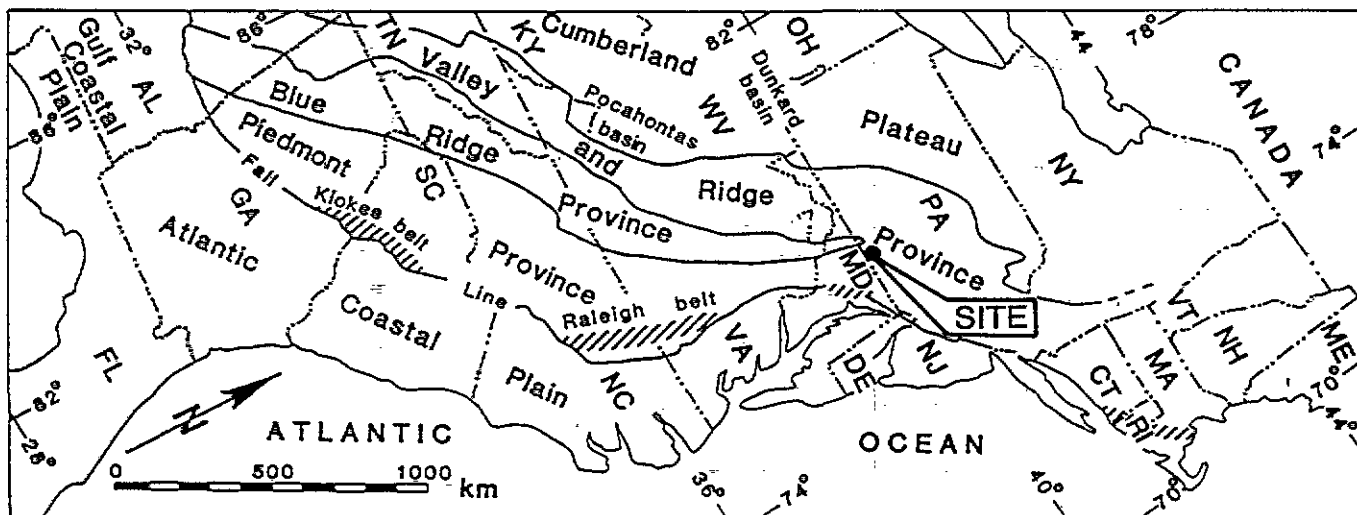 Gulf
Coastal
Plain
32°
AL
86°
86°
TN
KY
Cumberland
82°
OH
Dunkard
basin
44
78°
CANADA
74°
Valley
and
Ridge
Pocahontas
basin
WV
Plateau
NY
PA
Province
Blue
Ridge
Province
Piedmont
Province
SC
GA
Fall
Line
Kiokee belt
Raleigh belt
Atlantic
Coastal
Plain
MD
SITE
VA
DE
NJ
NC
VT
NH
ME
CT
MA
RI
70°
44°
FL
82°
28°
N
ATLANTIC
OCEAN
0 500 1000
km
36°
74°
40°
70°